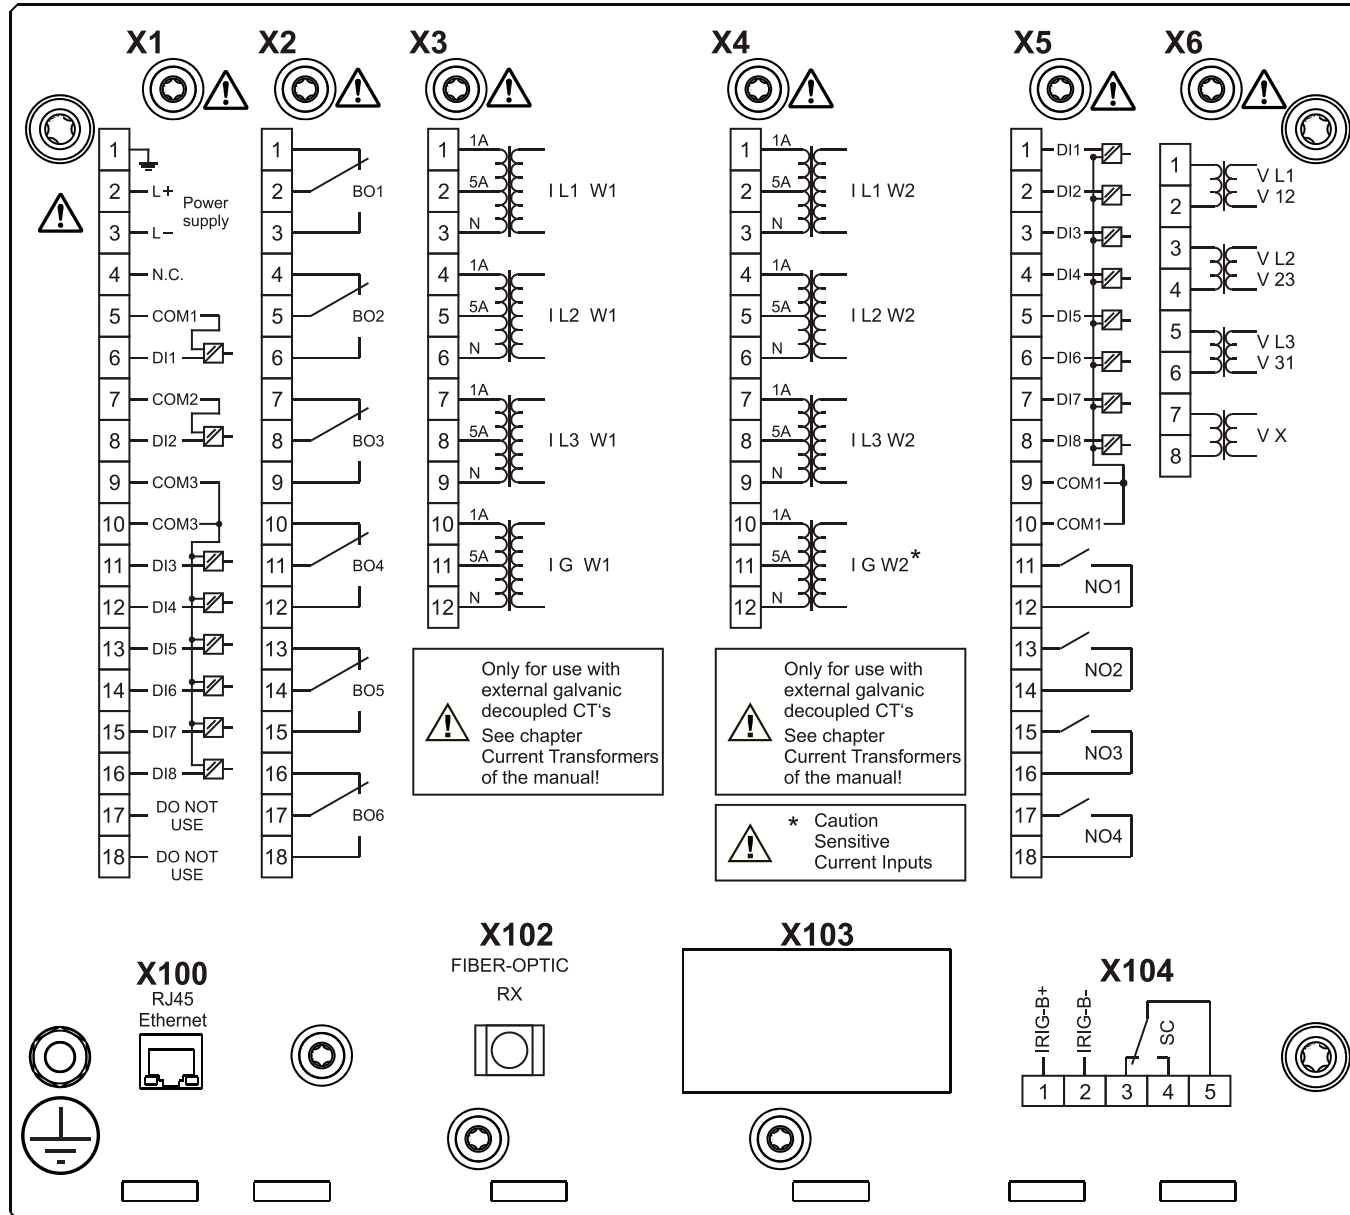 X1
X2
X3
X4
X5
X6
1
2 L+
Power
supply
3 L–
4 N.C.
5 COM1
6 DI1
7 COM2
8 DI2
9 COM3
10 COM3
11 DI3
12 DI4
13 DI5
14 DI6
15 DI7
16 DI8
17 DO NOT
USE
18 DO NOT
USE
1
2 BO1
3
4
5 BO2
6
7
8 BO3
9
10
11 BO4
12
13
14 BO5
15
16
17 BO6
18
1 1A
2 5A I L1 W1
3 N
4 1A
5 5A I L2 W1
6 N
7 1A
8 5A I L3 W1
9 N
10 1A
11 5A I G W1
12 N
Only for use with
external galvanic
decoupled CT's
See chapter
Current Transformers
of the manual!
1 1A
2 5A I L1 W2
3 N
4 1A
5 5A I L2 W2
6 N
7 1A
8 5A I L3 W2
9 N
10 1A
11 5A I G W2*
12 N
Only for use with
external galvanic
decoupled CT's
See chapter
Current Transformers
of the manual!
* Caution
Sensitive
Current Inputs
1 DI1
2 DI2
3 DI3
4 DI4
5 DI5
6 DI6
7 DI7
8 DI8
9 COM1
10 COM1
11
NO1
12
13
NO2
14
15
NO3
16
17
NO4
18
1 V L1
2 V 12
3 V L2
4 V 23
5 V L3
6 V 31
7
V X
8
X100
RJ45
Ethernet
X102
FIBER-OPTIC
RX
X103
X104
IRIG-B+
IRIG-B-
SC
1 2 3 4 5